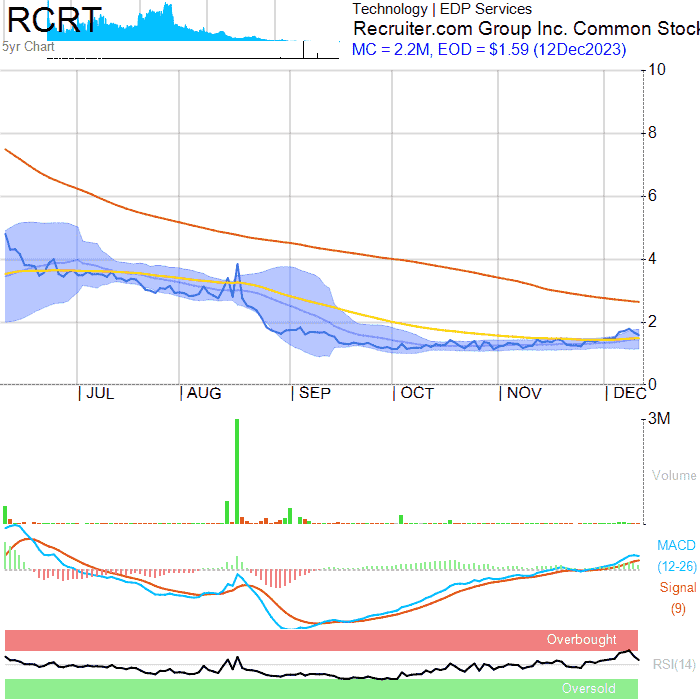 RCRT
5yr Chart
Technology | EDP Services
Recruiter.com Group Inc. Common Stock
MC = 2.2M, EOD = $1.59 (12Dec2023)
10
8
6
4
2
0
JUL AUG SEP OCT NOV DEC
3M
Volume
MACD
(12-26)
Signal
(9)
Overbought
RSI(14)
Oversold